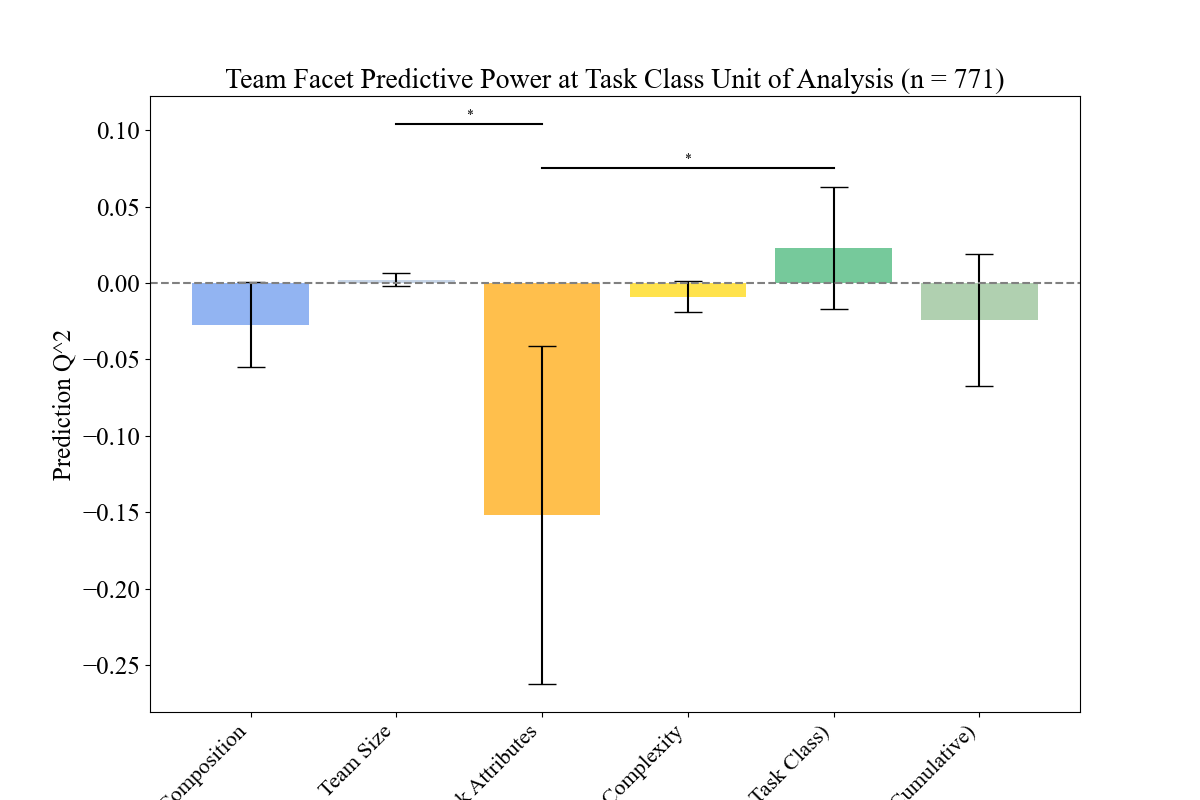 Team Facet Predictive Power at Task Class Unit of Analysis (n = 771)
*
*
0.10
0.05
0.00
−0.05
−0.10
−0.15
−0.20
−0.25
Prediction Q^2
Composition
Team Size
k Attributes
Complexity
Task Class)
Cumulative)